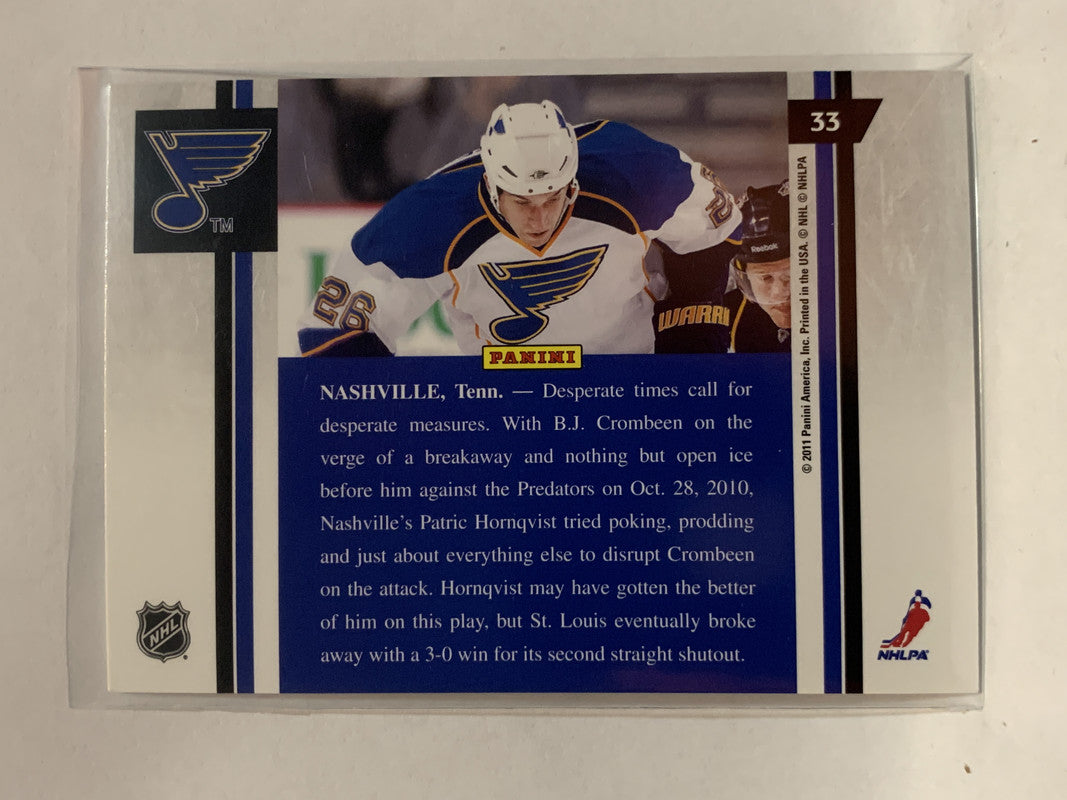 TM
33
26
2
Reebok
WARRI
PANINI
NASHVILLE, Tenn. — Desperate times call for
desperate measures. With B.J. Crombeen on the
verge of a breakaway and nothing but open ice
before him against the Predators on Oct. 28, 2010,
Nashville's Patric Hornqvist tried poking, prodding
and just about everything else to disrupt Crombeen
on the attack. Hornqvist may have gotten the better
of him on this play, but St. Louis eventually broke
away with a 3-0 win for its second straight shutout.
© 2011 Panini America, Inc. Printed in the USA. © NHL © NHLPA
NHL
NHLPA